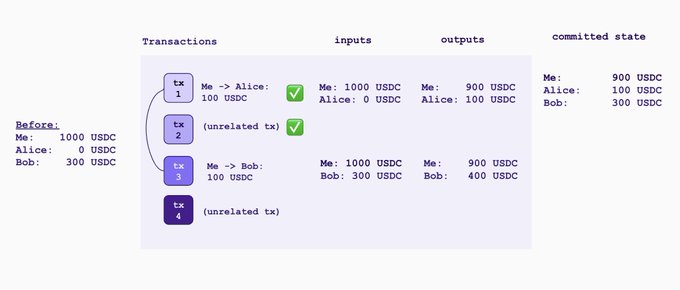 Transactions
inputs
outputs
committed state
Before:
Me: 1000 USDC
Alice: 0 USDC
Bob: 300 USDC
tx
1
Me -> Alice:
100 USDC
Me: 1000 USDC
Alice: 0 USDC
Me: 900 USDC
Alice: 100 USDC
tx
2
(unrelated tx)
tx
3
Me -> Bob:
100 USDC
Me: 1000 USDC
Bob: 300 USDC
Me: 900 USDC
Bob: 400 USDC
tx
4
(unrelated tx)
Me: 900 USDC
Alice: 100 USDC
Bob: 300 USDC